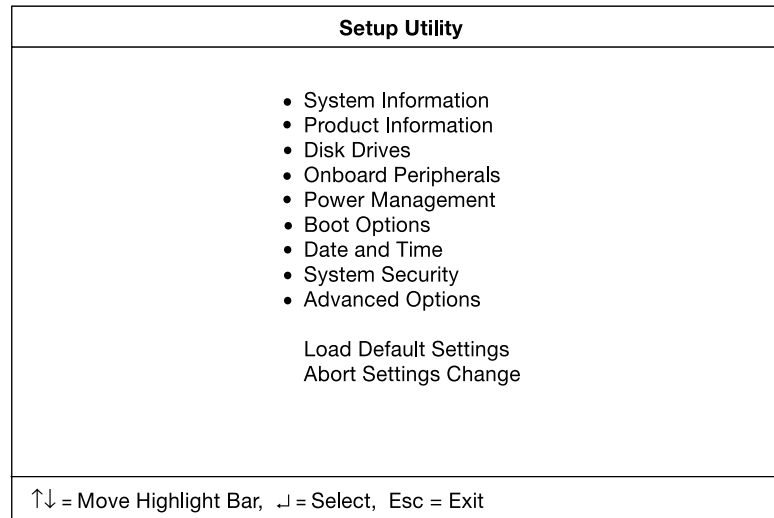 Setup Utility
• System Information
• Product Information
• Disk Drives
• Onboard Peripherals
• Power Management
• Boot Options
• Date and Time
• System Security
• Advanced Options
Load Default Settings
Abort Settings Change
↑↓ = Move Highlight Bar, ↵ = Select, Esc = Exit